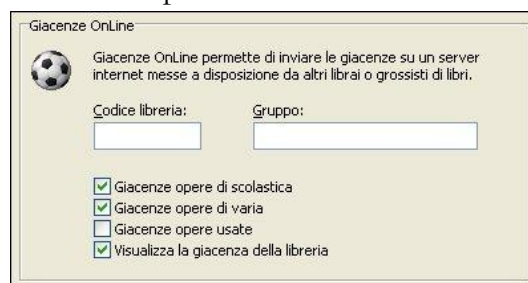 Giacenze OnLine
Giacenze OnLine permette di inviare le giacenze su un server
internet messe a disposizione da altri librai o grossisti di libri.
Codice libreria: Gruppo:
Giacenze opere di scolastica
Giacenze opere di varia
Giacenze opere usate
Visualizza la giacenza della libreria